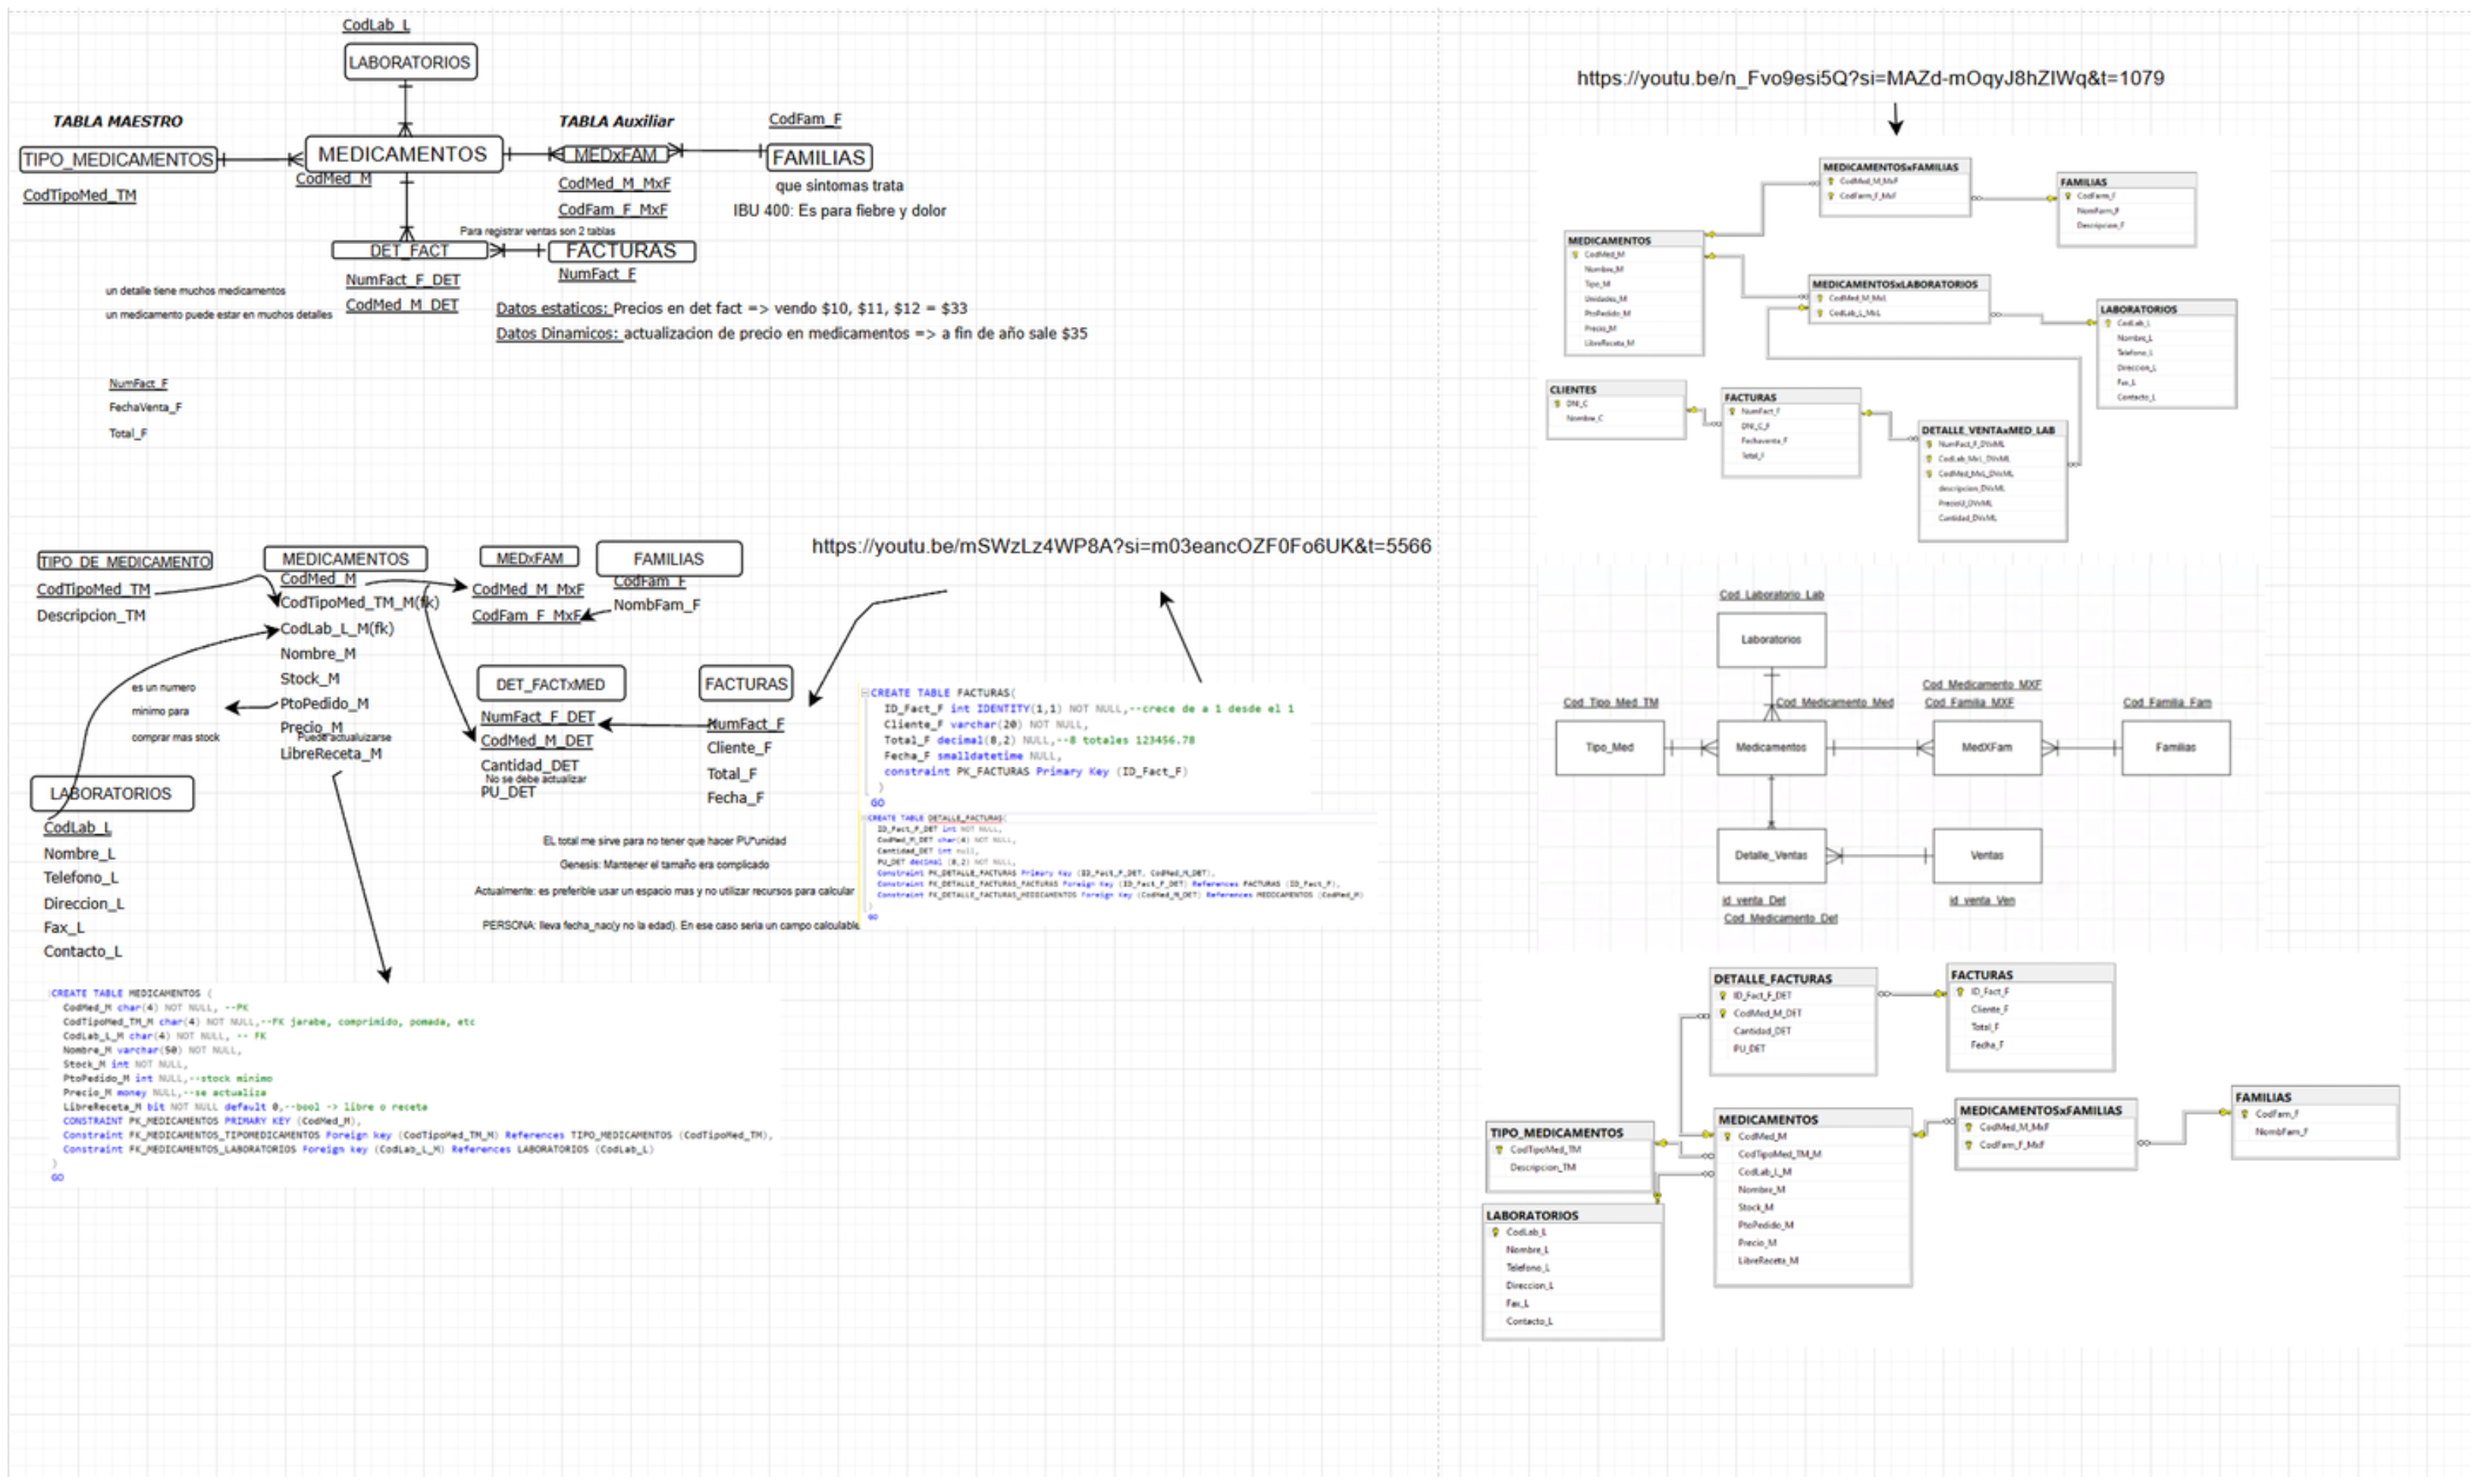 CodLab_L
LABORATORIOS
TABLA MAESTRO
TABLA Auxiliar
CodFam_F
TIPO_MEDICAMENTOS
MEDICAMENTOS
MEDxFAM
FAMILIAS
CodTipoMed_TM
CodMed_M
CodMed_M_MxF
CodFam_F_MxF
que sintomas trata
IBU 400: Es para fiebre y dolor
Para registrar ventas son 2 tablas
DET_FACT
FACTURAS
NumFact_F_DET
CodMed_M_DET
NumFact_F
un detalle tiene muchos medicamentos
un medicamento puede estar en muchos detalles
Datos estaticos: Precios en det fact => vendo $10, $11, $12 = $33
Datos Dinamicos: actualizacion de precio en medicamentos => a fin de año sale $35
NumFact_F
FechaVenta_F
Total_F
https://youtu.be/mSWzLz4WP8A?si=m03eancOZF0Fo6UK&t=5566
TIPO_DE_MEDICAMENTO
CodTipoMed_TM
Descripcion_TM
MEDICAMENTOS
CodMed_M
CodTipoMed_TM_M(fk)
CodLab_L_M(fk)
Nombre_M
Stock_M
PtoPedido_M
Precio_M
Puede actualuizarse
LibreReceta_M
es un numero
minimo para
comprar mas stock
MEDxFAM
CodMed_M_MxF
CodFam_F_MxF
FAMILIAS
CodFam_F
NombFam_F
DET_FACTxMED
NumFact_F_DET
CodMed_M_DET
Cantidad_DET
No se debe actualizar
PU_DET
FACTURAS
NumFact_F
Cliente_F
Total_F
Fecha_F
LABORATORIOS
CodLab_L
Nombre_L
Telefono_L
Direccion_L
Fax_L
Contacto_L
EL total me sirve para no tener que hacer PU*unidad
Genesis: Mantener el tamaño era complicado
Actualmente: es preferible usar un espacio mas y no utilizar recursos para calcular
PERSONA: lleva fecha_nac(y no la edad). En ese caso seria un campo calculable
CREATE TABLE FACTURAS(
ID_Fact_F int IDENTITY(1,1) NOT NULL,--crece de a 1 desde el 1
Cliente_F varchar(20) NOT NULL,
Total_F decimal(8,2) NULL,--8 totales 123456.78
Fecha_F smalldatetime NULL,
constraint PK_FACTURAS Primary Key (ID_Fact_F)
)
GO
CREATE TABLE DETALLE_FACTURAS(
ID_Fact_F_DET int NOT NULL,
CodMed_M_DET char(4) NOT NULL,
Cantidad_DET int null,
PU_DET decimal (8,2) NOT NULL,
Constraint PK_DETALLE_FACTURAS Primary Key (ID_Fact_F_DET, CodMed_M_DET),
Constraint FK_DETALLE_FACTURAS_FACTURAS Foreign Key (ID_Fact_F_DET) References FACTURAS (ID_Fact_F),
Constraint FK_DETALLE_FACTURAS_MEDICAMENTOS Foreign Key (CodMed_M_DET) References MEDICAMENTOS (CodMed_M)
)
GO
CREATE TABLE MEDICAMENTOS (
CodMed_M char(4) NOT NULL, --PK
CodTipoMed_TM_M char(4) NOT NULL,--FK jarabe, comprimido, pomada, etc
CodLab_L_M char(4) NOT NULL, -- FK
Nombre_M varchar(50) NOT NULL,
Stock_M int NOT NULL,
PtoPedido_M int NULL,--stock minimo
Precio_M money NULL,--se actualiza
LibreReceta_M bit NOT NULL default 0,--bool -> libre o receta
CONSTRAINT PK_MEDICAMENTOS PRIMARY KEY (CodMed_M),
Constraint FK_MEDICAMENTOS_TIPOMEDICAMENTOS Foreign key (CodTipoMed_TM_M) References TIPO_MEDICAMENTOS (CodTipoMed_TM),
Constraint FK_MEDICAMENTOS_LABORATORIOS Foreign key (CodLab_L_M) References LABORATORIOS (CodLab_L)
)
GO
https://youtu.be/n_Fvo9esi5Q?si=MAZd-mOqyJ8hZIWq&t=1079
MEDICAMENTOSxFAMILIAS
CodMed_M_MxF
CodFarm_F_MxF
FAMILIAS
CodFarm_F
NomFarm_F
Descripcion_F
MEDICAMENTOS
CodMed_M
Nombre_M
Tipo_M
Unidades_M
PtoPedido_M
Precio_M
LibreReceta_M
MEDICAMENTOSxLABORATORIOS
CodMed_M_MxL
CodLab_L_MxL
LABORATORIOS
CodLab_L
Nombre_L
Telefono_L
Direccion_L
Fax_L
Contacto_L
CLIENTES
DNI_C
Nombre_C
FACTURAS
NumFact_F
DNI_C_F
Fechaventa_F
Total_F
DETALLE_VENTAxMED_LAB
NumFact_F_DVxML
CodLab_MxL_DVxML
CodMed_MxL_DVxML
descripcion_DVxML
PrecioU_DVxML
Cantidad_DVxML
Cod_Laboratorio_Lab
Laboratorios
Cod_Tipo_Med_TM
Cod_Medicamento_Med
Cod_Medicamento_MXF
Cod_Familia_MXF
Cod_Familia_Fam
Tipo_Med
Medicamentos
MedXFam
Familias
Detalle_Ventas
Ventas
id_venta_Det
Cod_Medicamento_Det
id_venta_Ven
DETALLE_FACTURAS
ID_Fact_F_DET
CodMed_M_DET
Cantidad_DET
PU_DET
FACTURAS
ID_Fact_F
Cliente_F
Total_F
Fecha_F
TIPO_MEDICAMENTOS
CodTipoMed_TM
Descripcion_TM
MEDICAMENTOS
CodMed_M
CodTipoMed_TM_M
CodLab_L_M
Nombre_M
Stock_M
PtoPedido_M
Precio_M
LibreReceta_M
MEDICAMENTOSxFAMILIAS
CodMed_M_MxF
CodFam_F_MxF
FAMILIAS
CodFam_F
NombFam_F
LABORATORIOS
CodLab_L
Nombre_L
Telefono_L
Direccion_L
Fax_L
Contacto_L